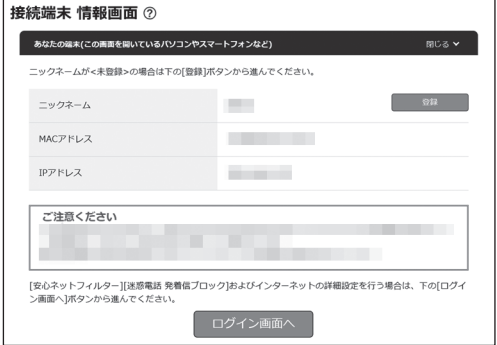 接続端末 情報画面 ?
あなたの端末(この画面を開いているパソコンやスマートフォンなど)
閉じる
ニックネームが<未登録>の場合は下の[登録]ボタンから進んでください。
ニックネーム
登録
MACアドレス
IPアドレス
ご注意ください
[安心ネットフィルター][迷惑電話 発着信ブロック]およびインターネットの詳細設定を行う場合は、下の[ログイ
ン画面へ]ボタンから進んでください。
ログイン画面へ